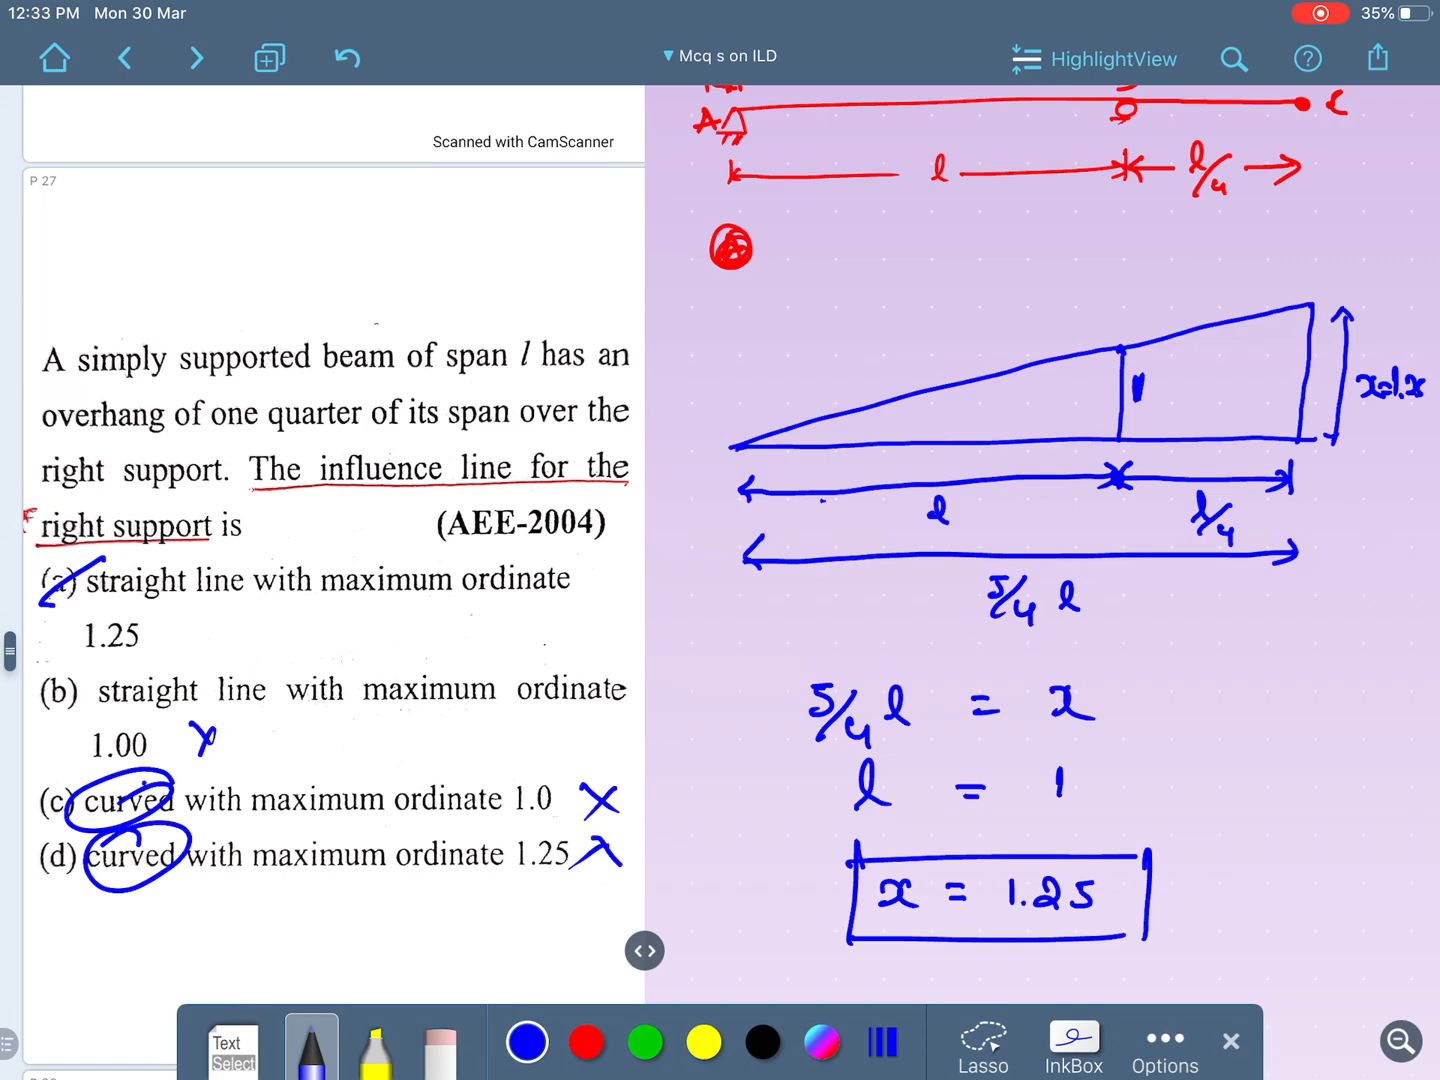 12:33 PM Mon 30 Mar
35%
▼ Mcq s on ILD
HighlightView
Scanned with CamScanner
P 27
A simply supported beam of span l has an
overhang of one quarter of its span over the
right support. The influence line for the
right support is (AEE-2004)
(a) straight line with maximum ordinate
1.25
(b) straight line with maximum ordinate
1.00 x
(c) curved with maximum ordinate 1.0 x
(d) curved with maximum ordinate 1.25 x
A
C
l
l/4
1
l
l/4
5/4 l
5/4 l = x
l = 1
x = 1.25
Text
Select
Lasso
InkBox
Options